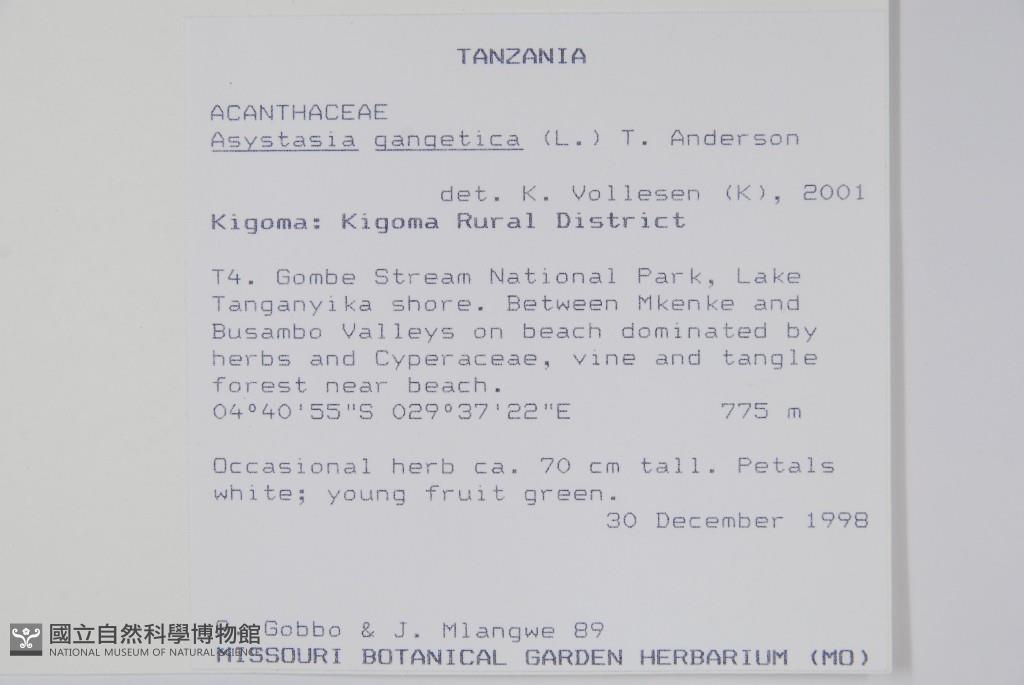 TANZANIA
ACANTHACEAE
Asystasia gangetica (L.) T. Anderson
det. K. Vollesen (K), 2001
Kigoma: Kigoma Rural District
T4. Gombe Stream National Park, Lake
Tanganyika shore. Between Mkenke and
Busambo Valleys on beach dominated by
herbs and Cyperaceae, vine and tangle
forest near beach.
04°40'55"S 029°37'22"E 775 m
Occasional herb ca. 70 cm tall. Petals
white; young fruit green.
30 December 1998
Gobbo & J. Mlangwe 89
MISSOURI BOTANICAL GARDEN HERBARIUM (MO)
國立自然科學博物館
NATIONAL MUSEUM OF NATURAL SCIENCE